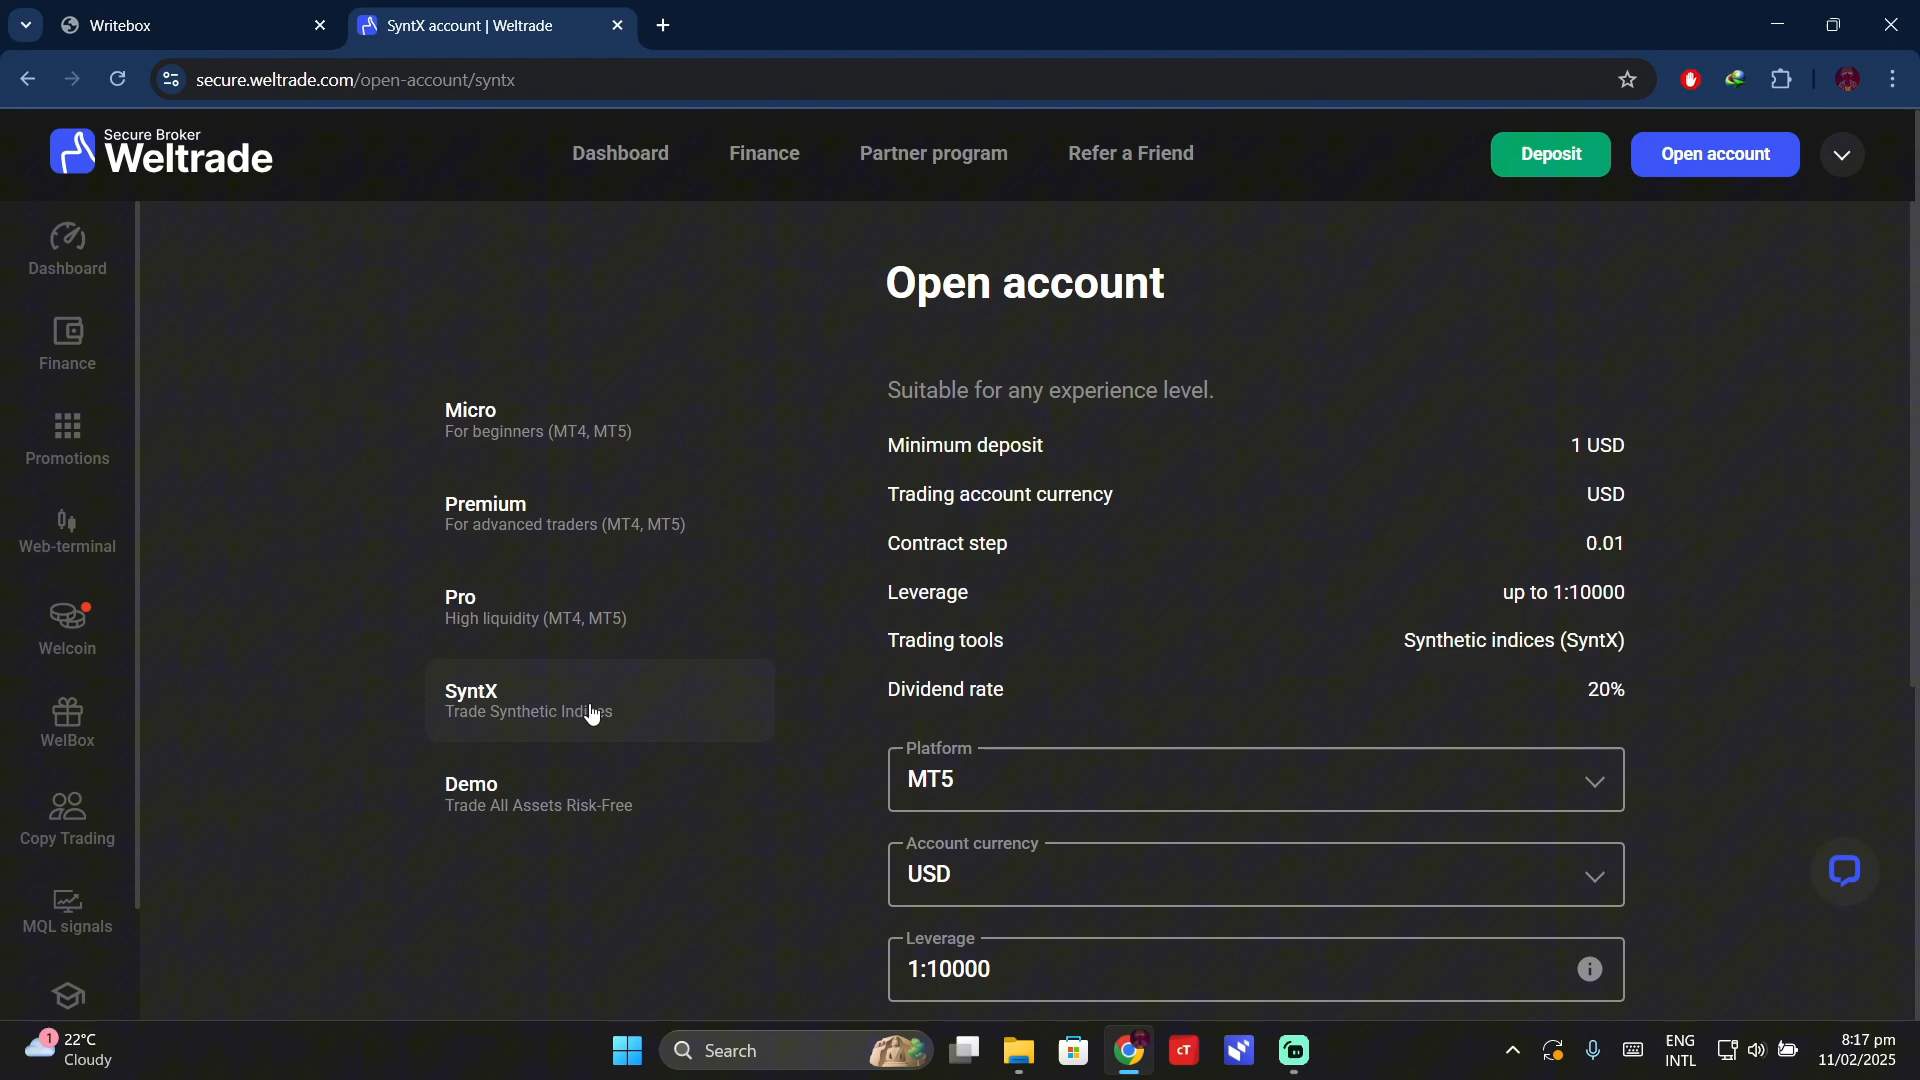 Writebox
SyntX account | Weltrade
secure.weltrade.com/open-account/syntx
Secure Broker
Weltrade
Dashboard
Finance
Partner program
Refer a Friend
Deposit
Open account
Dashboard
Finance
Promotions
Web-terminal
Welcoin
WelBox
Copy Trading
MQL signals
Micro
For beginners (MT4, MT5)
Premium
For advanced traders (MT4, MT5)
Pro
High liquidity (MT4, MT5)
SyntX
Trade Synthetic Indices
Demo
Trade All Assets Risk-Free
Open account
Suitable for any experience level.
Minimum deposit 1 USD
Trading account currency USD
Contract step 0.01
Leverage up to 1:10000
Trading tools Synthetic indices (SyntX)
Dividend rate 20%
Platform
MT5
Account currency
USD
Leverage
1:10000
1
22°C
Cloudy
Search
cT
ENG
INTL
8:17 pm
11/02/2025